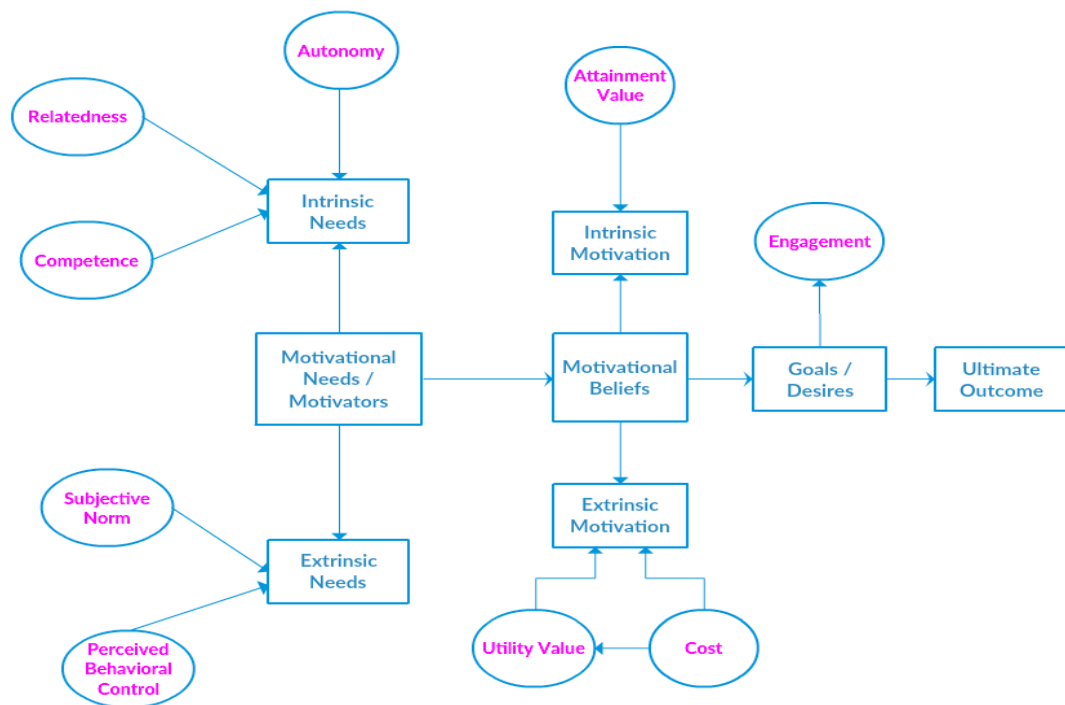 Autonomy
Relatedness
Attainment
Value
Intrinsic
Needs
Competence
Intrinsic
Motivation
Engagement
Motivational
Needs /
Motivators
Motivational
Beliefs
Goals /
Desires
Ultimate
Outcome
Subjective
Norm
Extrinsic
Needs
Extrinsic
Motivation
Perceived
Behavioral
Control
Utility Value
Cost